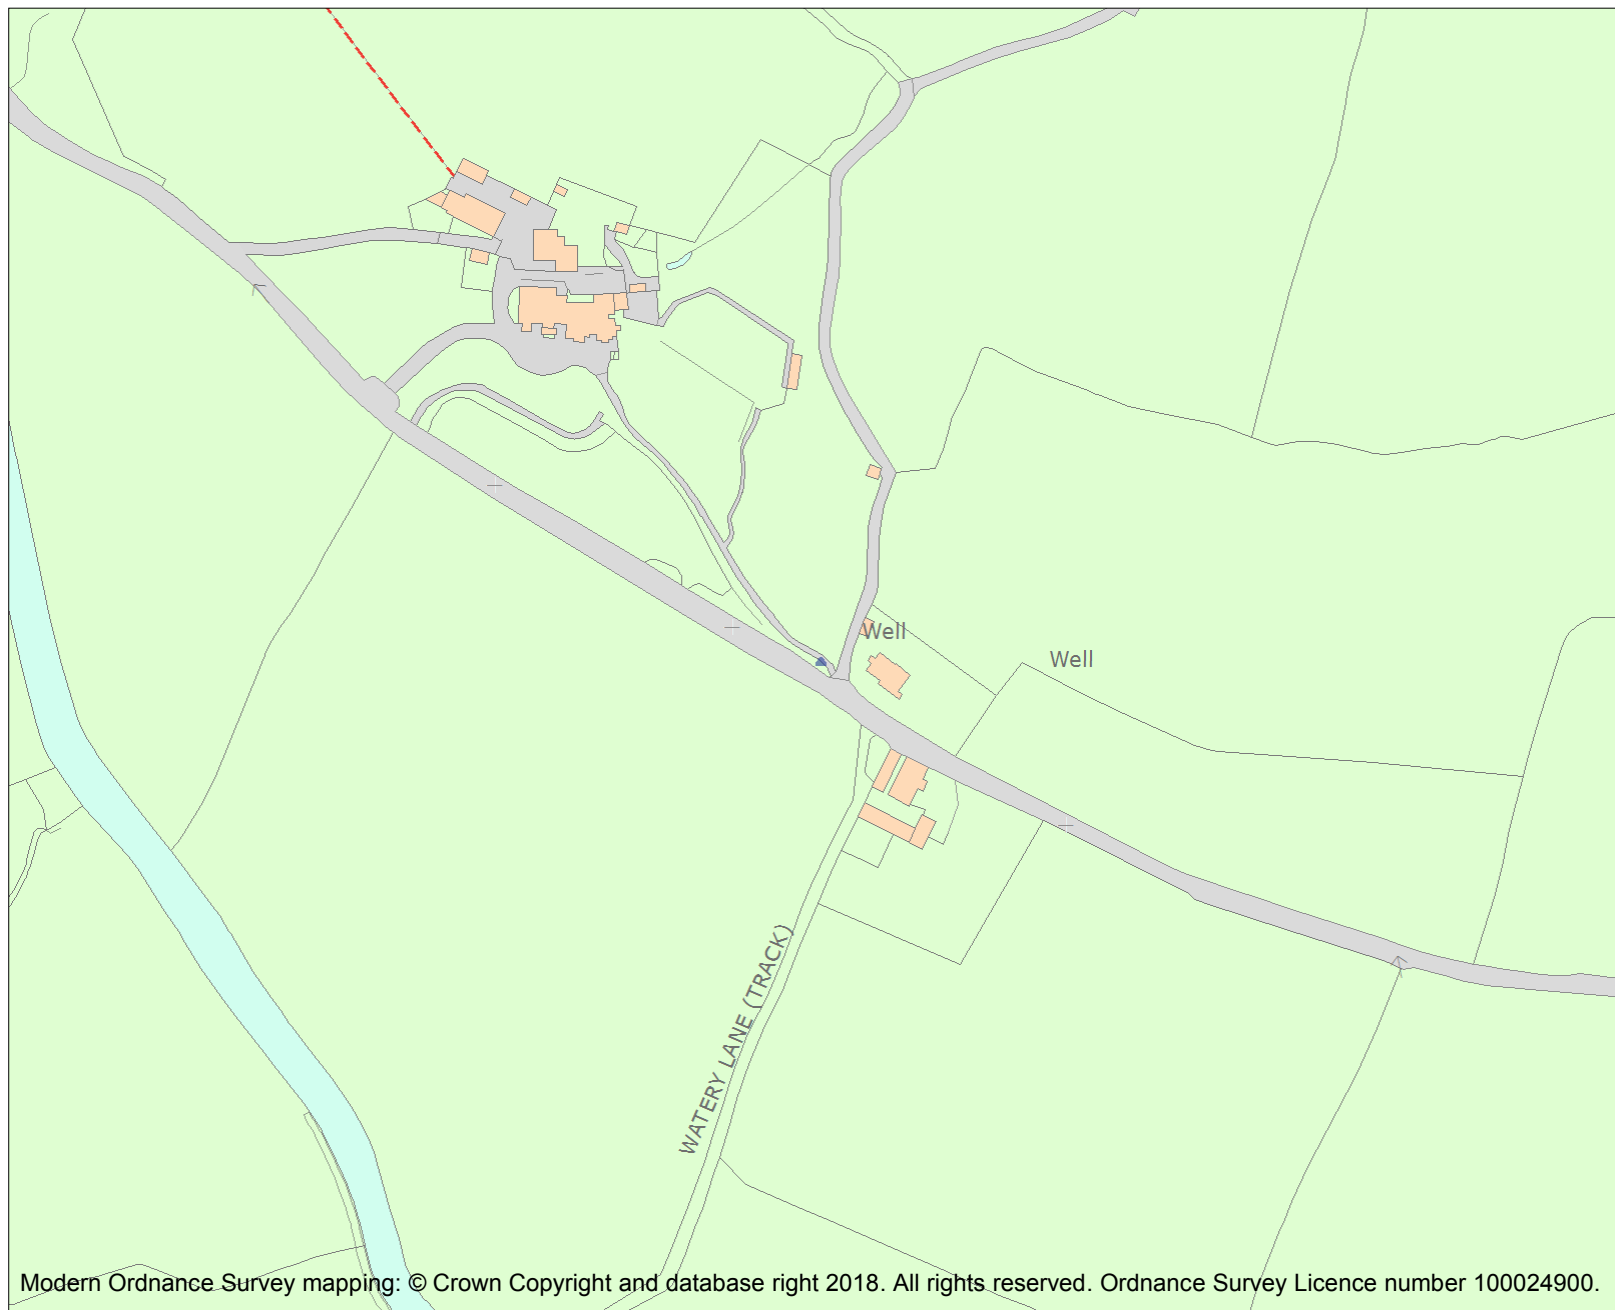 Well
Well
WATERY LANE (TRACK)
Modern Ordnance Survey mapping: © Crown Copyright and database right 2018. All rights reserved. Ordnance Survey Licence number 100024900.